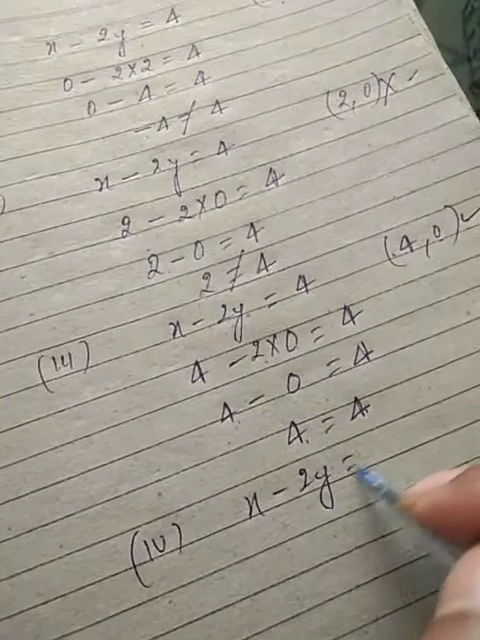 x - 2y = 4
0 - 2×2 = 4
0 - 4 = 4
-4 ≠ 4
(2,0)× ✓
x - 2y = 4
2 - 2×0 = 4
2 - 0 = 4
2 ≠ 4
(4,0) ✓
(III) x - 2y = 4
4 - 2×0 = 4
4 - 0 = 4
4 = 4
(IV) x - 2y =